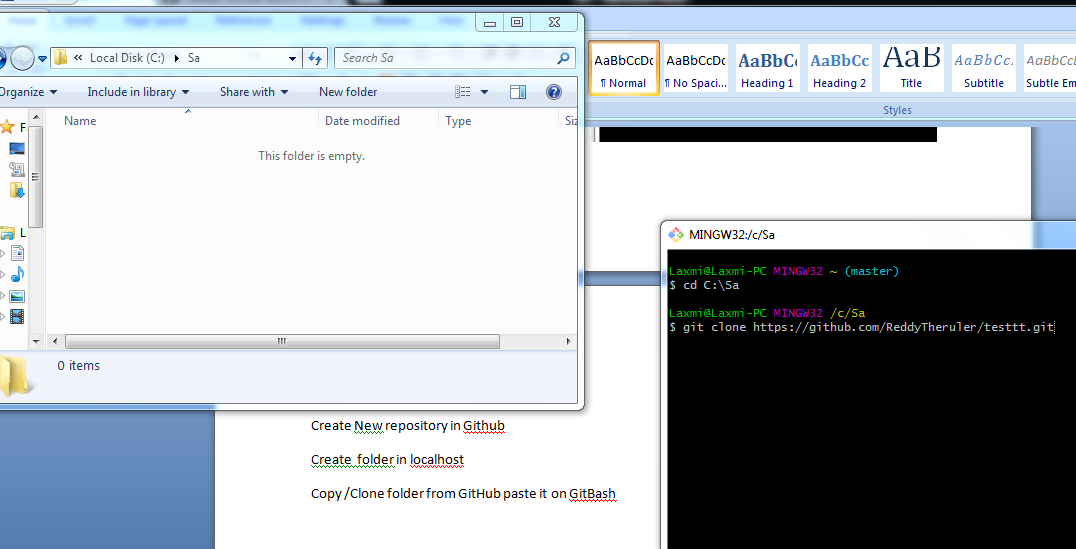 « Local Disk (C:) ▸ Sa
Search Sa
Organize
Include in library
Share with
New folder
Name
Date modified
Type
Siz
This folder is empty.
F
L
0 items
AaBbCcDc
AaBbCcDc
AaBbCc
AaBbCc
AaB
AaBbCc.
AaBbCcD
¶ Normal
¶ No Spaci...
Heading 1
Heading 2
Title
Subtitle
Subtle Em
Styles
MINGW32:/c/Sa
Laxmi@Laxmi-PC MINGW32 ~ (master)
$ cd C:\Sa
Laxmi@Laxmi-PC MINGW32 /c/Sa
$ git clone https://github.com/ReddyTheruler/testtt.git
Create New repository in Github
Create folder in localhost
Copy /Clone folder from GitHub paste it on GitBash